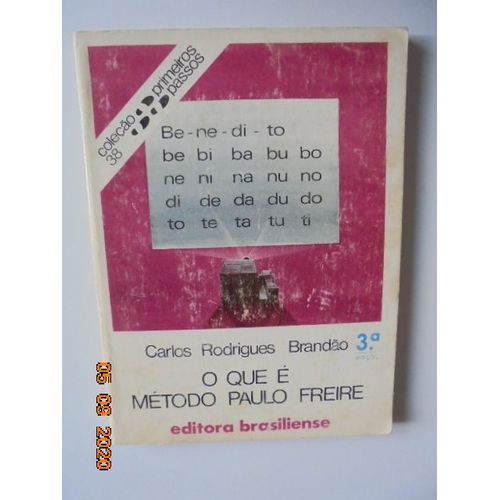 coleção primeiros
38 passos
Be-ne-di-to
be bi ba bu bo
ne ni na nu no
di de da du do
to te ta tu ti
Carlos Rodrigues Brandão 3.ª
O QUE É
MÉTODO PAULO FREIRE
editora brasiliense
05 03 2020